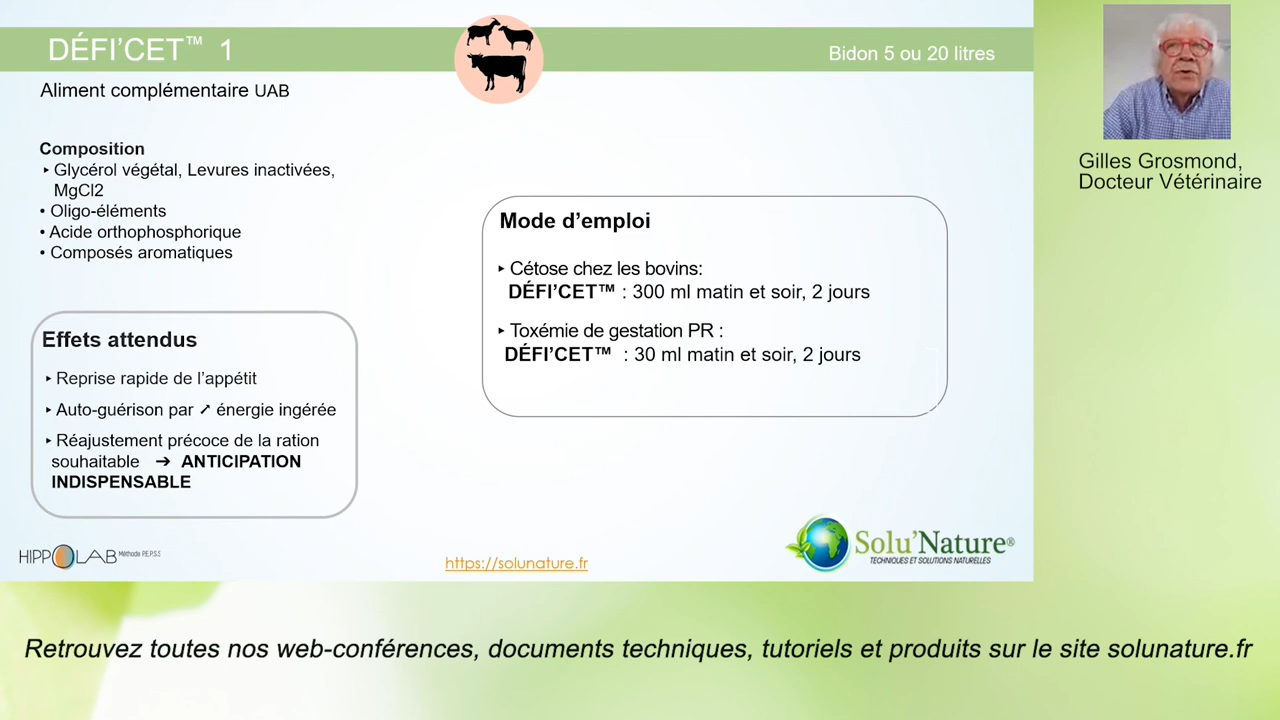 DÉFI’CET™ 1
Bidon 5 ou 20 litres
Aliment complémentaire UAB
Composition
‣ Glycérol végétal, Levures inactivées,
MgCl2
• Oligo-éléments
• Acide orthophosphorique
• Composés aromatiques
Effets attendus
‣ Reprise rapide de l’appétit
‣ Auto-guérison par ↗ énergie ingérée
‣ Réajustement précoce de la ration
souhaitable ➔ ANTICIPATION
INDISPENSABLE
Mode d’emploi
‣ Cétose chez les bovins:
DÉFI’CET™ : 300 ml matin et soir, 2 jours
‣ Toxémie de gestation PR :
DÉFI’CET™ : 30 ml matin et soir, 2 jours
HIPPOLAB Méthode P.E.P.S.S
https://solunature.fr
Solu’Nature®
TECHNIQUES ET SOLUTIONS NATURELLES
Gilles Grosmond,
Docteur Vétérinaire
Retrouvez toutes nos web-conférences, documents techniques, tutoriels et produits sur le site solunature.fr